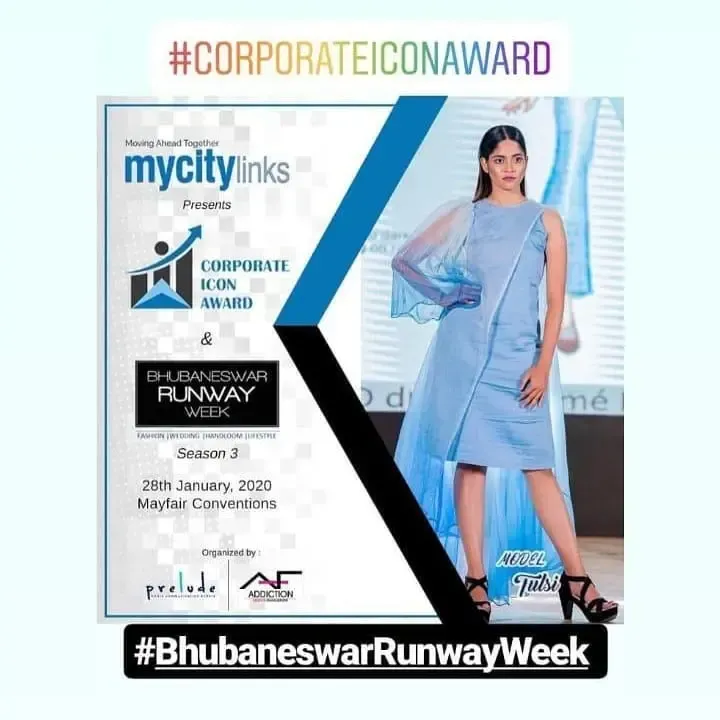 #CORPORATEICONAWARD
Moving Ahead Together
mycitylinks
Presents
CORPORATE
ICON
AWARD
&
BHUBANESWAR
RUNWAY
WEEK
FASHION |WEDDING |HANDLOOM |LIFESTYLE
Season 3
28th January, 2020
Mayfair Conventions
Organized by :
prelude
AF
ADDICTION
MODEL
Tulsi
#BhubaneswarRunwayWeek